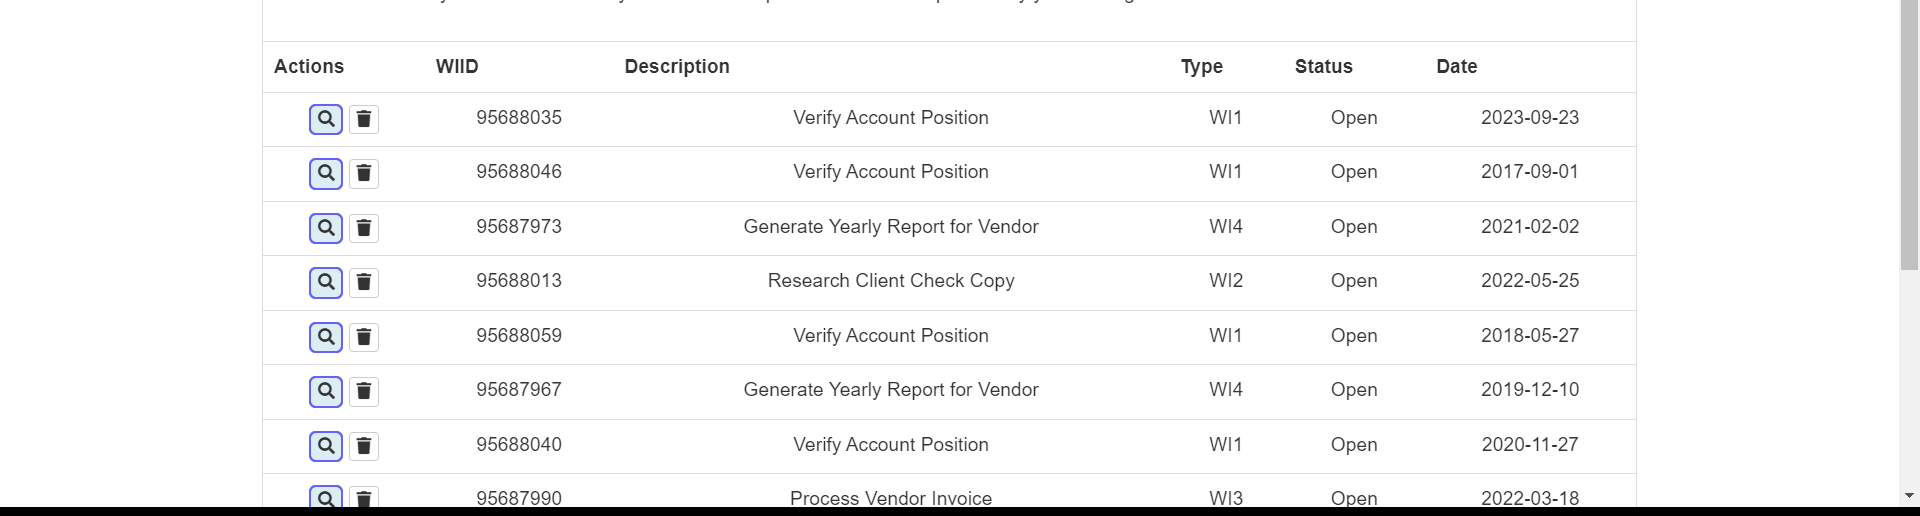 Actions WIID Description Type Status Date
95688035 Verify Account Position WI1 Open 2023-09-23
95688046 Verify Account Position WI1 Open 2017-09-01
95687973 Generate Yearly Report for Vendor WI4 Open 2021-02-02
95688013 Research Client Check Copy WI2 Open 2022-05-25
95688059 Verify Account Position WI1 Open 2018-05-27
95687967 Generate Yearly Report for Vendor WI4 Open 2019-12-10
95688040 Verify Account Position WI1 Open 2020-11-27
95687990 Process Vendor Invoice WI3 Open 2022-03-18